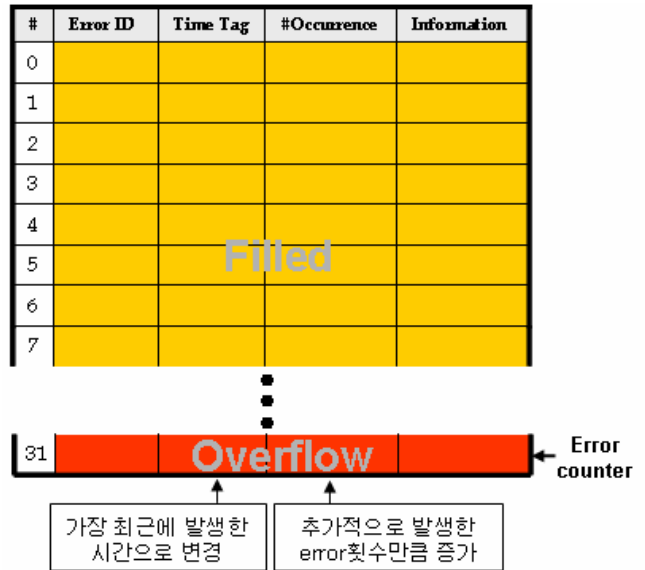 # Error ID Time Tag #Occurrence Information
0
1
2
3
4
Filled
5
6
7
31 Overflow
Error
counter
가장 최근에 발생한
시간으로 변경
추가적으로 발생한
error횟수만큼 증가